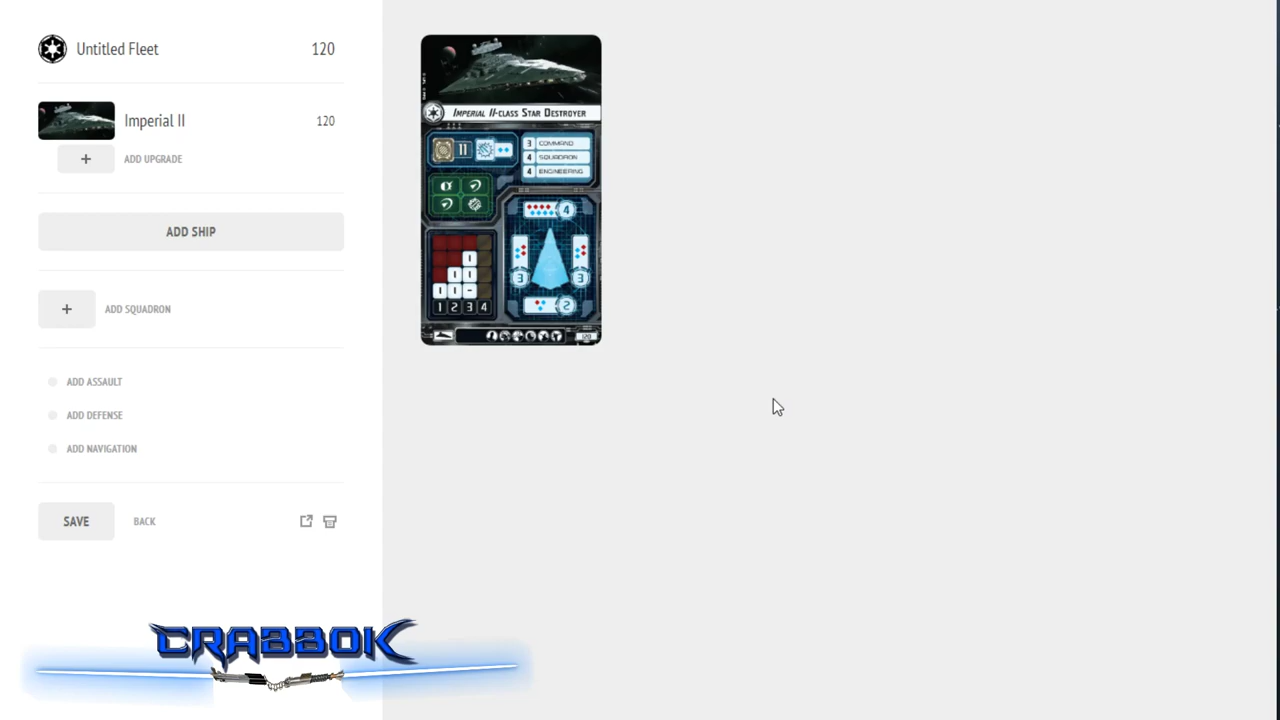 Untitled Fleet 120
Imperial II 120
+ ADD UPGRADE
ADD SHIP
+ ADD SQUADRON
ADD ASSAULT
ADD DEFENSE
ADD NAVIGATION
SAVE BACK
IMPERIAL II-CLASS STAR DESTROYER
11
3 COMMAND
4 SQUADRON
4 ENGINEERING
4
3 3
2
1 2 3 4
120
CRABBOK